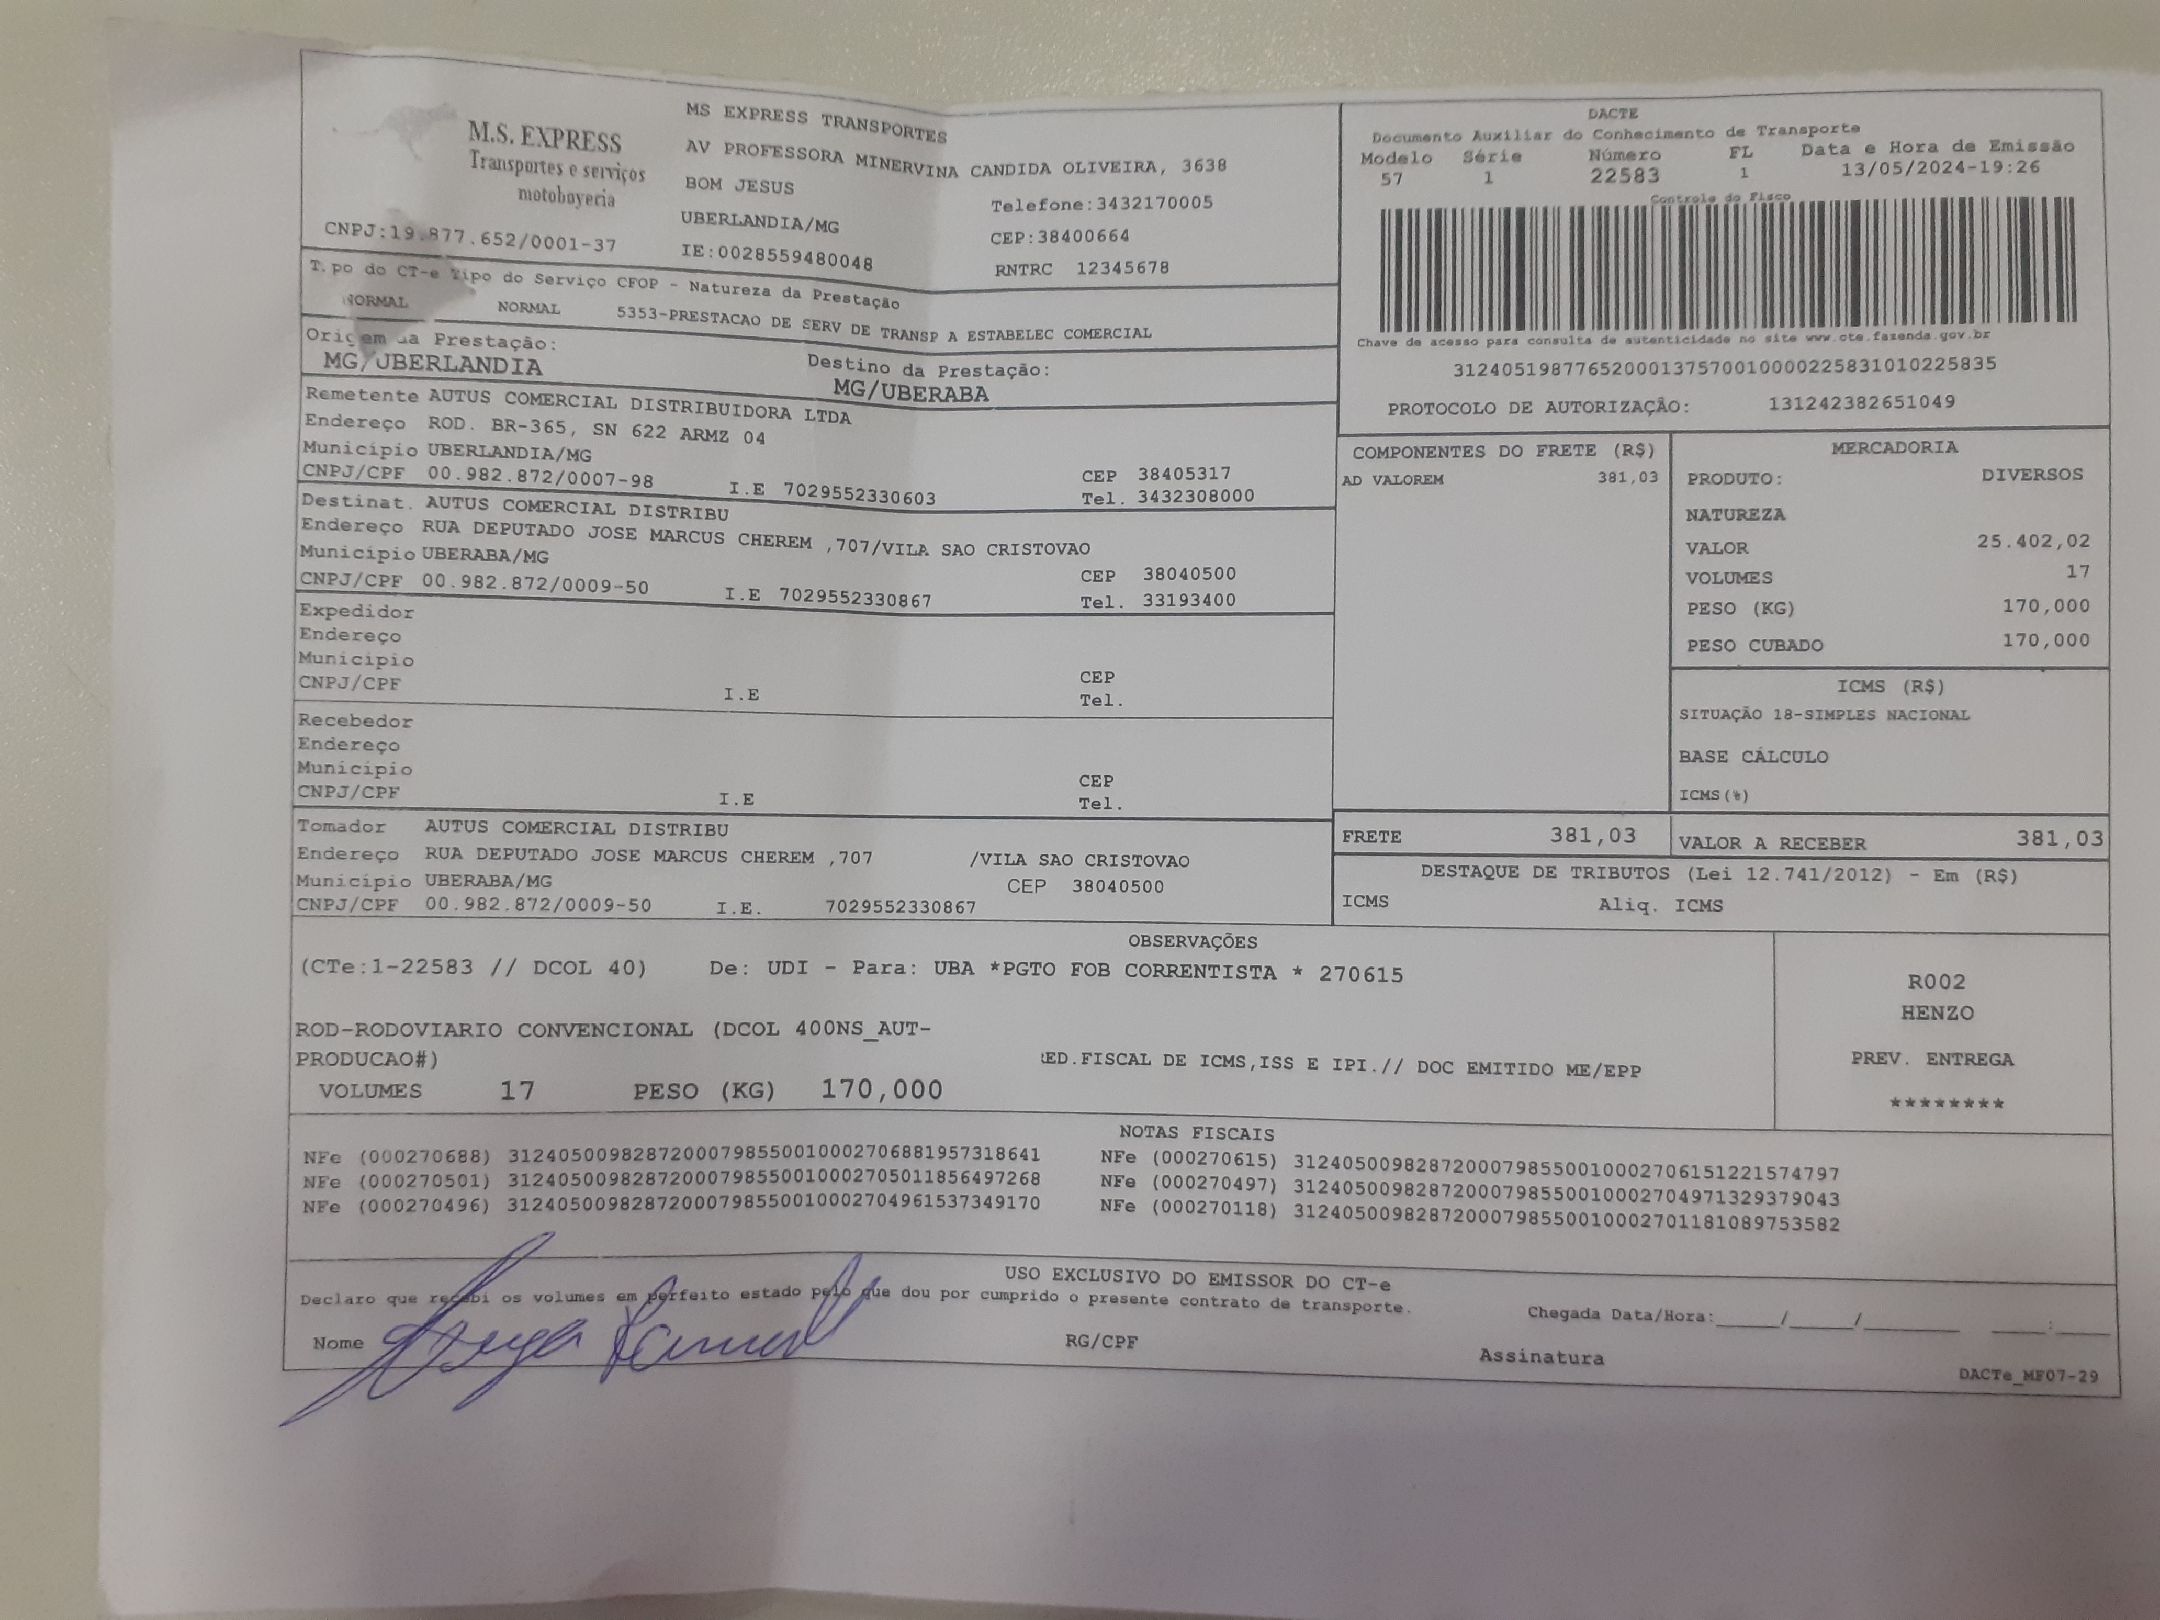 M.S. EXPRESS
Transportes e serviços
motoboyeria
CNPJ:19.877.652/0001-37
MS EXPRESS TRANSPORTES
AV PROFESSORA MINERVINA CANDIDA OLIVEIRA, 3638
BOM JESUS
UBERLANDIA/MG
IE:0028559480048
Telefone:3432170005
CEP:38400664
RNTRC 12345678
DACTE
Documento Auxiliar do Conhecimento de Transporte
Modelo Série Número FL Data e Hora de Emissão
57 1 22583 1 13/05/2024-19:26
Controle do Fisco
Chave de acesso para consulta de autenticidade no site www.cte.fazenda.gov.br
31240519877652000137570010000225831010225835
PROTOCOLO DE AUTORIZAÇÃO: 131242382651049
T.po do CT-e Tipo do Serviço CFOP - Natureza da Prestação
NORMAL NORMAL 5353-PRESTACAO DE SERV DE TRANSP A ESTABELEC COMERCIAL
Origem da Prestação: Destino da Prestação:
MG/UBERLANDIA MG/UBERABA
Remetente AUTUS COMERCIAL DISTRIBUIDORA LTDA
Endereço ROD. BR-365, SN 622 ARMZ 04
Município UBERLANDIA/MG CEP 38405317
CNPJ/CPF 00.982.872/0007-98 I.E 7029552330603 Tel. 3432308000
Destinat. AUTUS COMERCIAL DISTRIBU
Endereço RUA DEPUTADO JOSE MARCUS CHEREM ,707/VILA SAO CRISTOVAO
Município UBERABA/MG CEP 38040500
CNPJ/CPF 00.982.872/0009-50 I.E 7029552330867 Tel. 33193400
Expedidor
Endereço
Município CEP
CNPJ/CPF I.E Tel.
Recebedor
Endereço
Município CEP
CNPJ/CPF I.E Tel.
Tomador AUTUS COMERCIAL DISTRIBU
Endereço RUA DEPUTADO JOSE MARCUS CHEREM ,707 /VILA SAO CRISTOVAO
Município UBERABA/MG CEP 38040500
CNPJ/CPF 00.982.872/0009-50 I.E. 7029552330867
COMPONENTES DO FRETE (R$)
AD VALOREM 381,03
MERCADORIA
PRODUTO: DIVERSOS
NATUREZA
VALOR 25.402,02
VOLUMES 17
PESO (KG) 170,000
PESO CUBADO 170,000
ICMS (R$)
SITUAÇÃO 18-SIMPLES NACIONAL
BASE CÁLCULO
ICMS(%)
FRETE 381,03 VALOR A RECEBER 381,03
DESTAQUE DE TRIBUTOS (Lei 12.741/2012) - Em (R$)
ICMS Aliq. ICMS
OBSERVAÇÕES
(CTe:1-22583 // DCOL 40) De: UDI - Para: UBA *PGTO FOB CORRENTISTA * 270615
ROD-RODOVIARIO CONVENCIONAL (DCOL 400NS_AUT-
PRODUCAO#) ED.FISCAL DE ICMS,ISS E IPI.// DOC EMITIDO ME/EPP
VOLUMES 17 PESO (KG) 170,000
R002
HENZO
PREV. ENTREGA
********
NOTAS FISCAIS
NFe (000270688) 31240500982872000798550010002706881957318641 NFe (000270615) 31240500982872000798550010002706151221574797
NFe (000270501) 31240500982872000798550010002705011856497268 NFe (000270497) 31240500982872000798550010002704971329379043
NFe (000270496) 31240500982872000798550010002704961537349170 NFe (000270118) 31240500982872000798550010002701181089753582
USO EXCLUSIVO DO EMISSOR DO CT-e
Declaro que recebi os volumes em perfeito estado pelo que dou por cumprido o presente contrato de transporte.
Chegada Data/Hora:_____/_____/________ ____:____
Nome RG/CPF Assinatura
DACTe_MF07-29